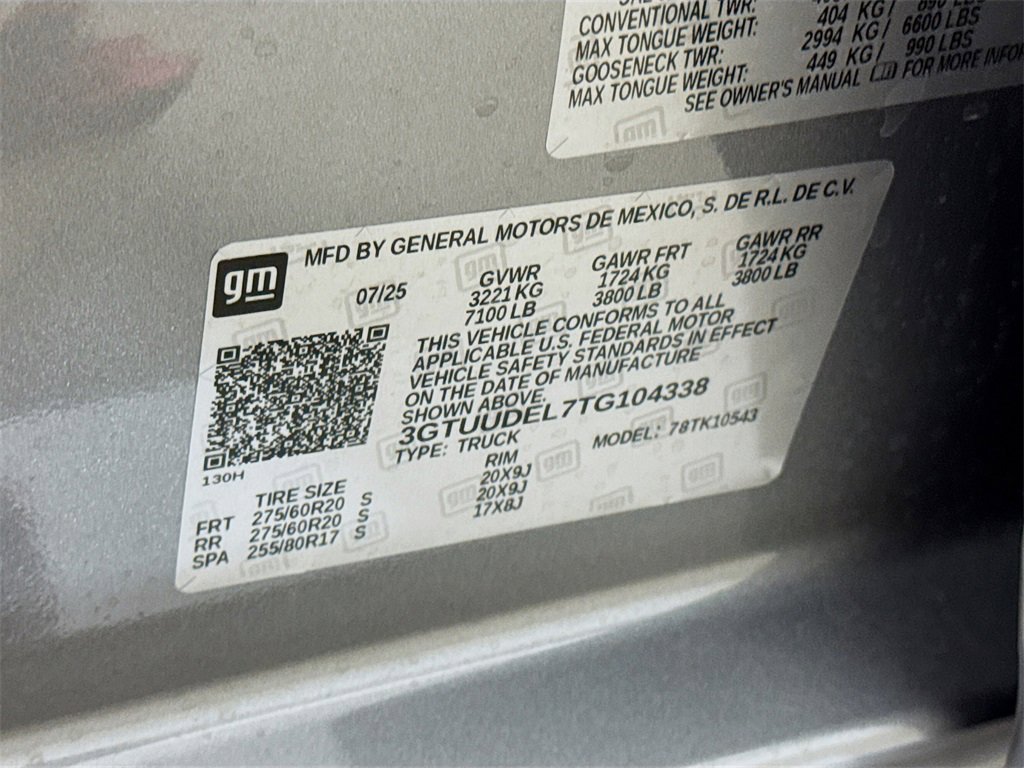 CONVENTIONAL TWR:
MAX TONGUE WEIGHT: 404 KG/ 890 LBS
GOOSENECK TWR: 2994 KG/ 6600 LBS
MAX TONGUE WEIGHT: 449 KG/ 990 LBS
SEE OWNER'S MANUAL FOR MORE INFO
gm
MFD BY GENERAL MOTORS DE MEXICO, S. DE R.L. DE C.V.
07/25
GVWR GAWR FRT GAWR RR
3221 KG 1724 KG 1724 KG
7100 LB 3800 LB 3800 LB
THIS VEHICLE CONFORMS TO ALL
APPLICABLE U.S. FEDERAL MOTOR
VEHICLE SAFETY STANDARDS IN EFFECT
ON THE DATE OF MANUFACTURE
SHOWN ABOVE.
3GTUUDEL7TG104338
TYPE: TRUCK MODEL: 78TK10543
130H
TIRE SIZE RIM
FRT 275/60R20 S 20X9J
RR 275/60R20 S 20X9J
SPA 255/80R17 S 17X8J